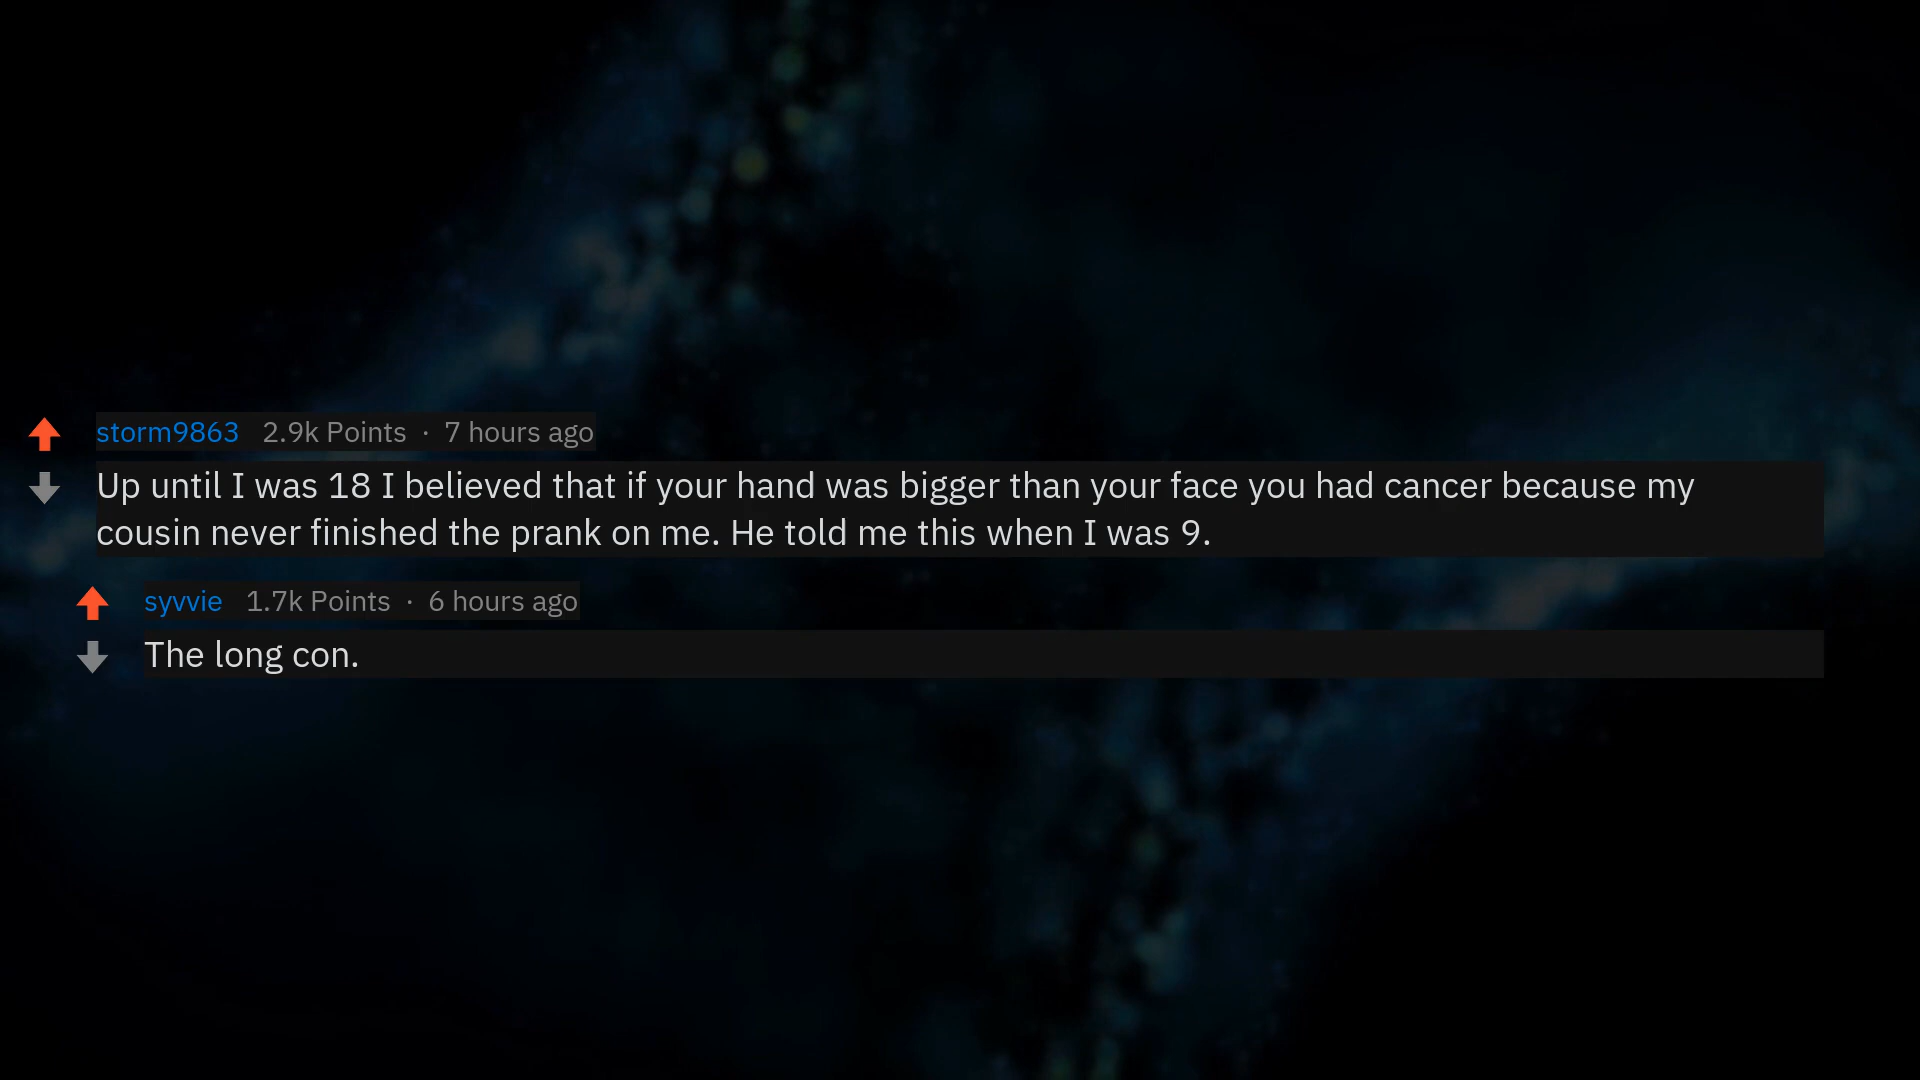 storm9863 2.9k Points · 7 hours ago
Up until I was 18 I believed that if your hand was bigger than your face you had cancer because my
cousin never finished the prank on me. He told me this when I was 9.
syvvie 1.7k Points · 6 hours ago
The long con.